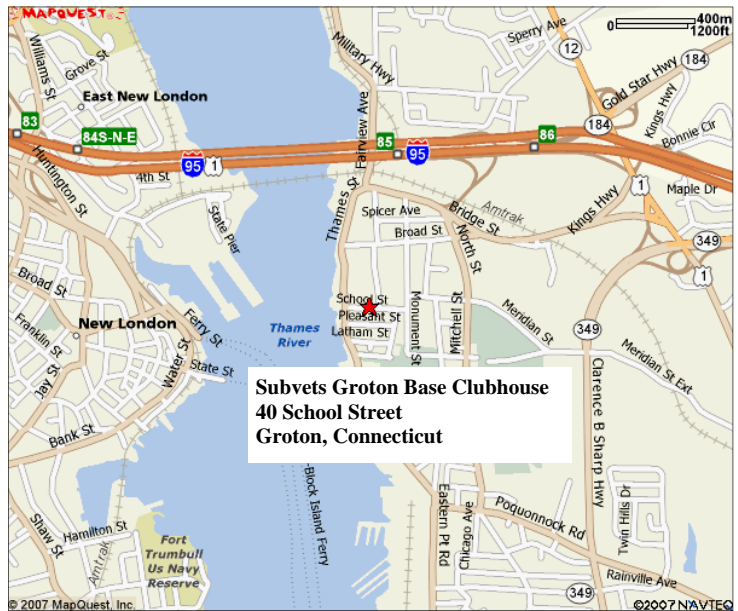 MAPQUEST
0 400m
1200ft
Sperry Ave
12
184
Gold Star Hwy
184
Kings Hwy
Bonnie Cir
Military Hwy
Williams St
Grove St
East New London
83
84S-N-E
85
86
95
1
95
Fairview Ave
4th St
Huntington St
State Pier
Thames St
Spicer Ave
Broad St
Bridge St
Amtrak
North St
Kings Hwy
1
Maple Dr
349
1
Broad St
Franklin St
New London
Jay St
Ferry St
Water St
State St
Bank St
Thames
River
School St
Pleasant St
Latham St
Monument St
Mitchell St
Meridian St
349
Meridian St Ext
Clarence B Sharp Hwy
Subvets Groton Base Clubhouse
40 School Street
Groton, Connecticut
Block Island Ferry
Eastern Pt Rd
Chicago Ave
Poquonnock Rd
Twin Hills Dr
Rainville Ave
349
Shaw St
Hamilton St
Amtrak
Fort
Trumbull
Us Navy
Reserve
© 2007 MapQuest, Inc.
©2007 NAVTEQ